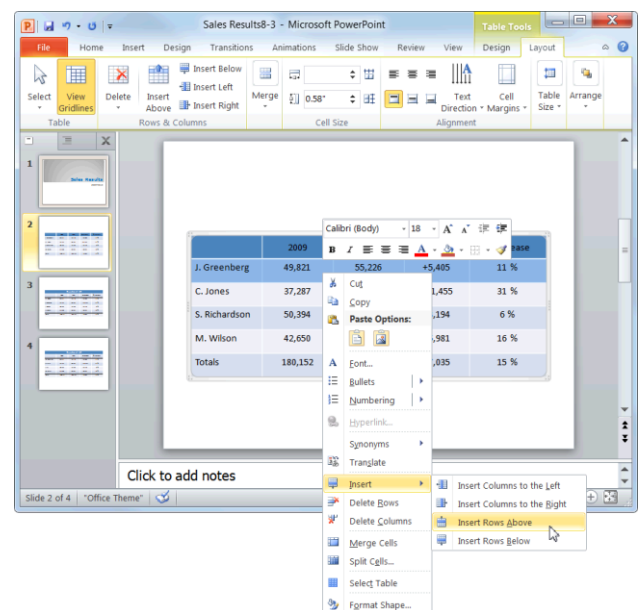 Sales Results8-3 - Microsoft PowerPoint
Table Tools
File Home Insert Design Transitions Animations Slide Show Review View Design Layout
Select
View Gridlines
Delete
Insert Above
Insert Below
Insert Left
Insert Right
Merge
0.58"
Text Direction
Cell Margins
Table Size
Arrange
Table Rows & Columns Cell Size Alignment
1
Sales Results
2
3
4
Calibri (Body) 18 A A
B I A
2009 ease
J. Greenberg 49,821 55,226 +5,405 11 %
C. Jones 37,287 1,455 31 %
S. Richardson 50,394 ,194 6 %
M. Wilson 42,650 ,981 16 %
Totals 180,152 ,035 15 %
Cut
Copy
Paste Options:
A Font...
Bullets
Numbering
Hyperlink...
Synonyms
Translate
Insert
Delete Rows
Delete Columns
Merge Cells
Split Cells...
Select Table
Format Shape...
Insert Columns to the Left
Insert Columns to the Right
Insert Rows Above
Insert Rows Below
Click to add notes
Slide 2 of 4 "Office Theme"